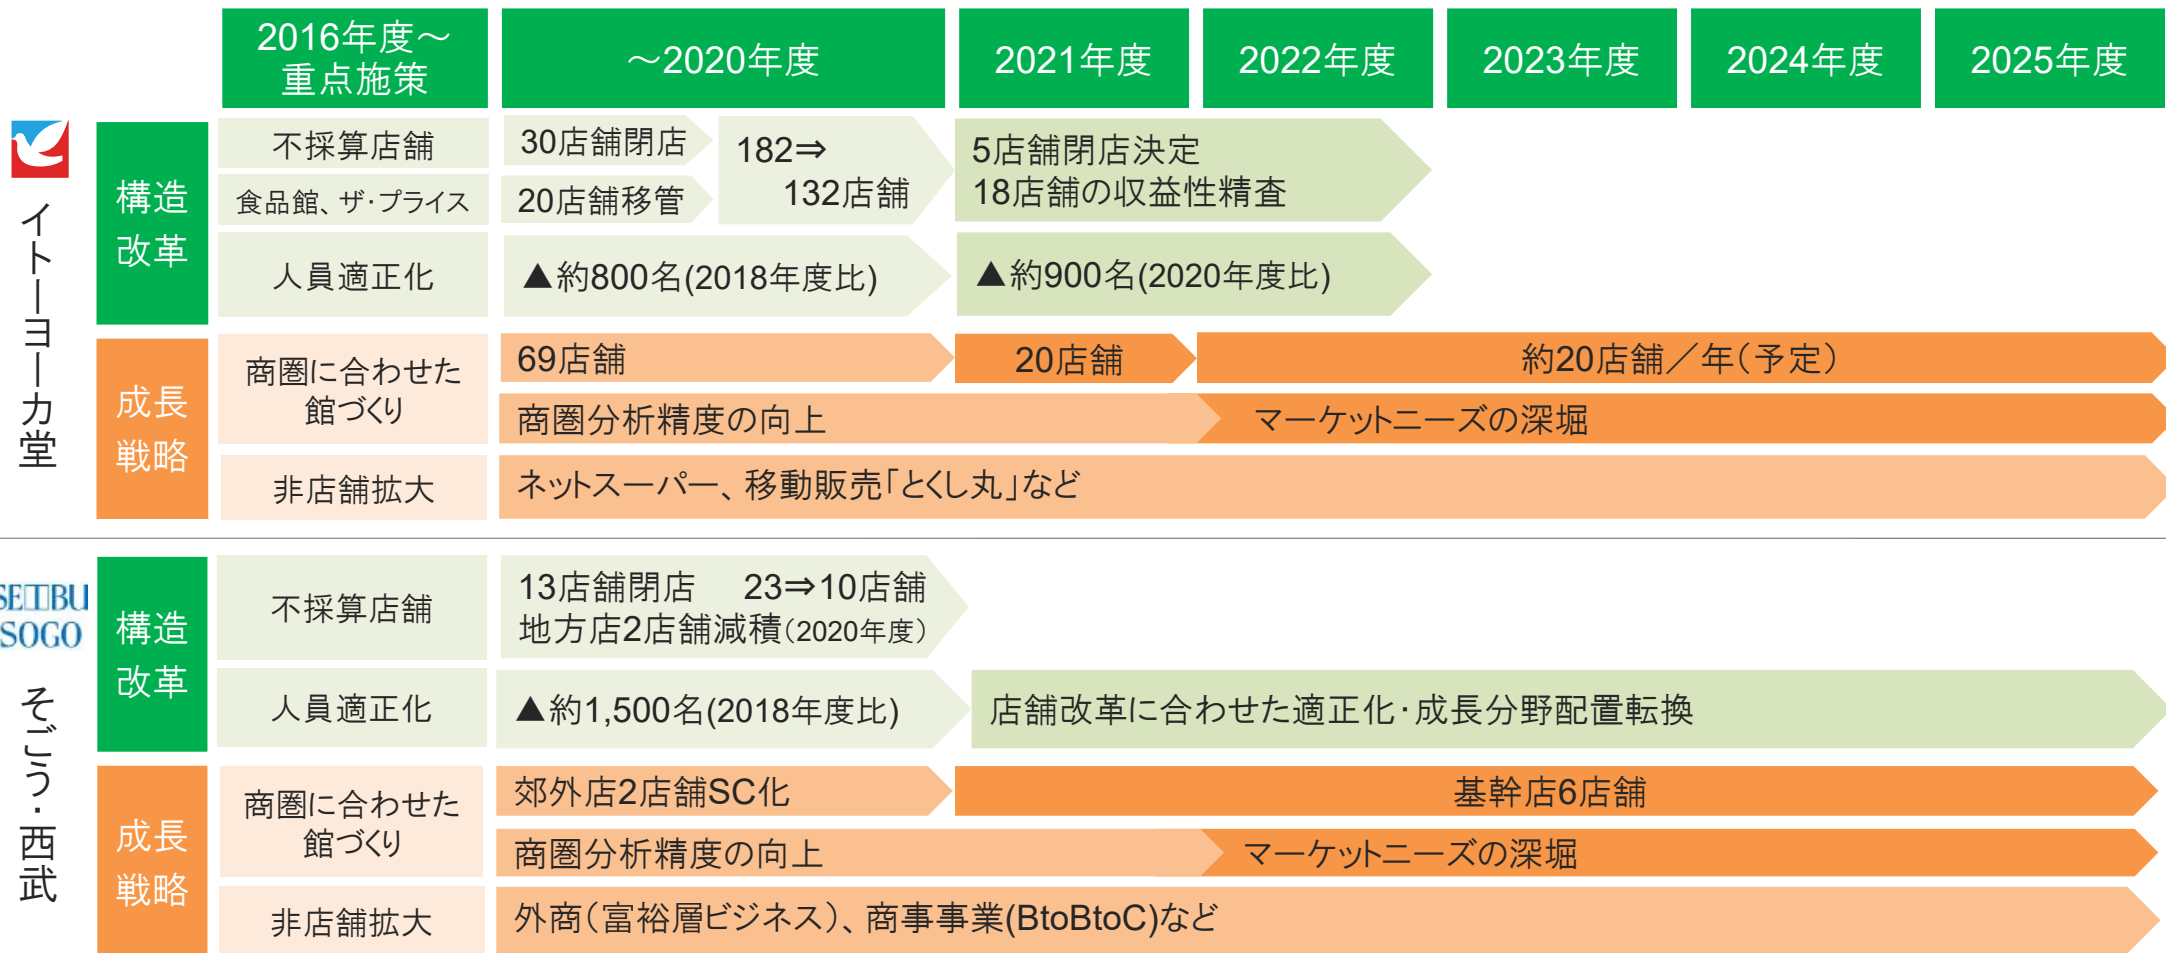 2016年度～
重点施策
～2020年度
2021年度
2022年度
2023年度
2024年度
2025年度
イトーヨーカ堂
構造
改革
不採算店舗
30店舗閉店
182⇒
132店舗
5店舗閉店決定
18店舗の収益性精査
食品館、ザ・プライス
20店舗移管
人員適正化
▲約800名(2018年度比)
▲約900名(2020年度比)
成長
戦略
商圏に合わせた
館づくり
69店舗
20店舗
約20店舗／年（予定）
商圏分析精度の向上
マーケットニーズの深堀
非店舗拡大
ネットスーパー、移動販売「とくし丸」など
SEIBU
SOGO
そごう・西武
構造
改革
不採算店舗
13店舗閉店 23⇒10店舗
地方店2店舗減積（2020年度）
人員適正化
▲約1,500名(2018年度比)
店舗改革に合わせた適正化・成長分野配置転換
成長
戦略
商圏に合わせた
館づくり
郊外店2店舗SC化
基幹店6店舗
商圏分析精度の向上
マーケットニーズの深堀
非店舗拡大
外商（富裕層ビジネス）、商事事業(BtoBtoC)など